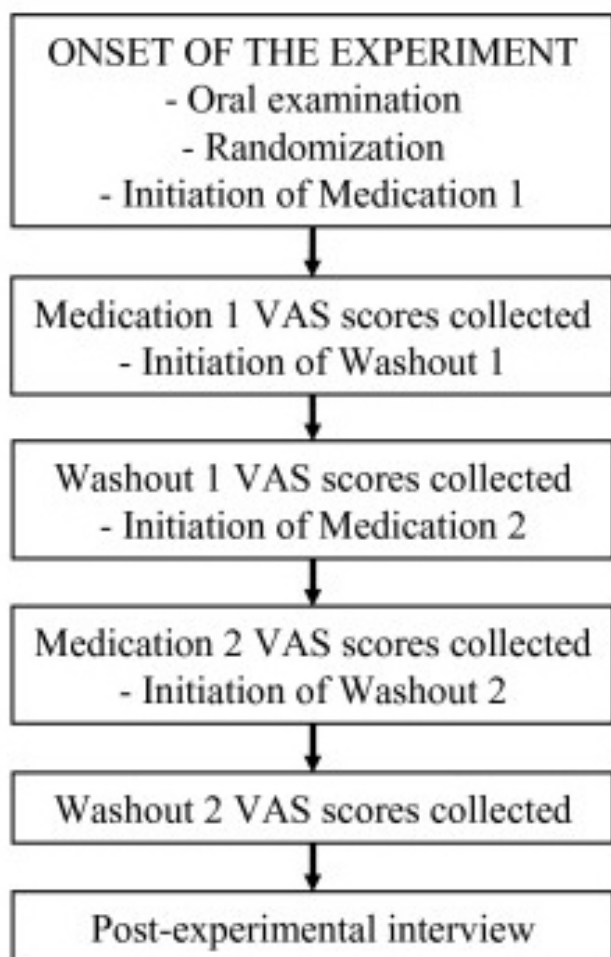 ONSET OF THE EXPERIMENT
- Oral examination
- Randomization
- Initiation of Medication 1
Medication 1 VAS scores collected
- Initiation of Washout 1
Washout 1 VAS scores collected
- Initiation of Medication 2
Medication 2 VAS scores collected
- Initiation of Washout 2
Washout 2 VAS scores collected
Post-experimental interview